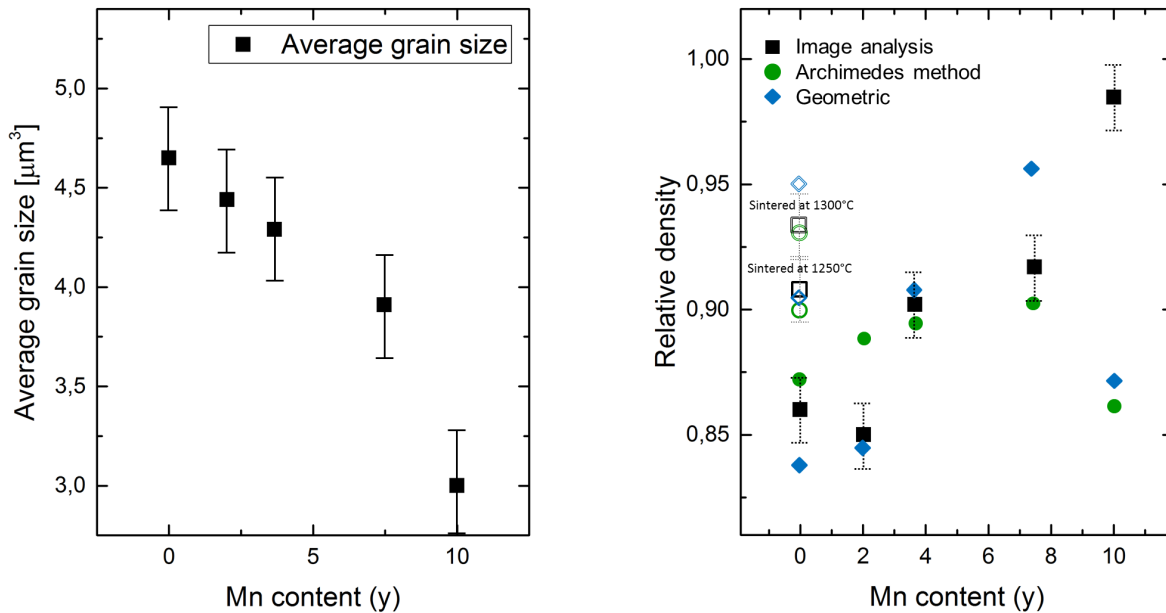 Average grain size
5,0
4,5
4,0
3,5
3,0
Average grain size [µm³]
0
5
10
Mn content (y)
Image analysis
Archimedes method
Geometric
1,00
0,95
0,90
0,85
Relative density
Sintered at 1300°C
Sintered at 1250°C
0
2
4
6
8
10
Mn content (y)